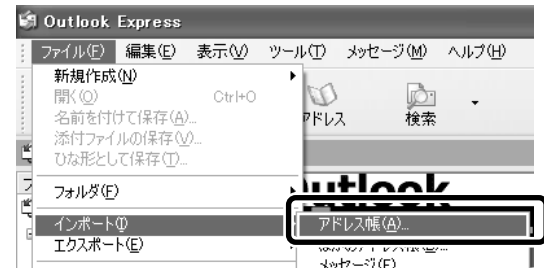 Outlook Express
ファイル(F) 編集(E) 表示(V) ツール(T) メッセージ(M) ヘルプ(H)
新規作成(N)
開く(O) Ctrl+O
名前を付けて保存(A)...
添付ファイルの保存(V)...
ひな形として保存(T)...
ドレス 検索
フォルダ(F)
インポート(I)
アドレス帳(A)...
エクスポート(E)
メッセージ(E)